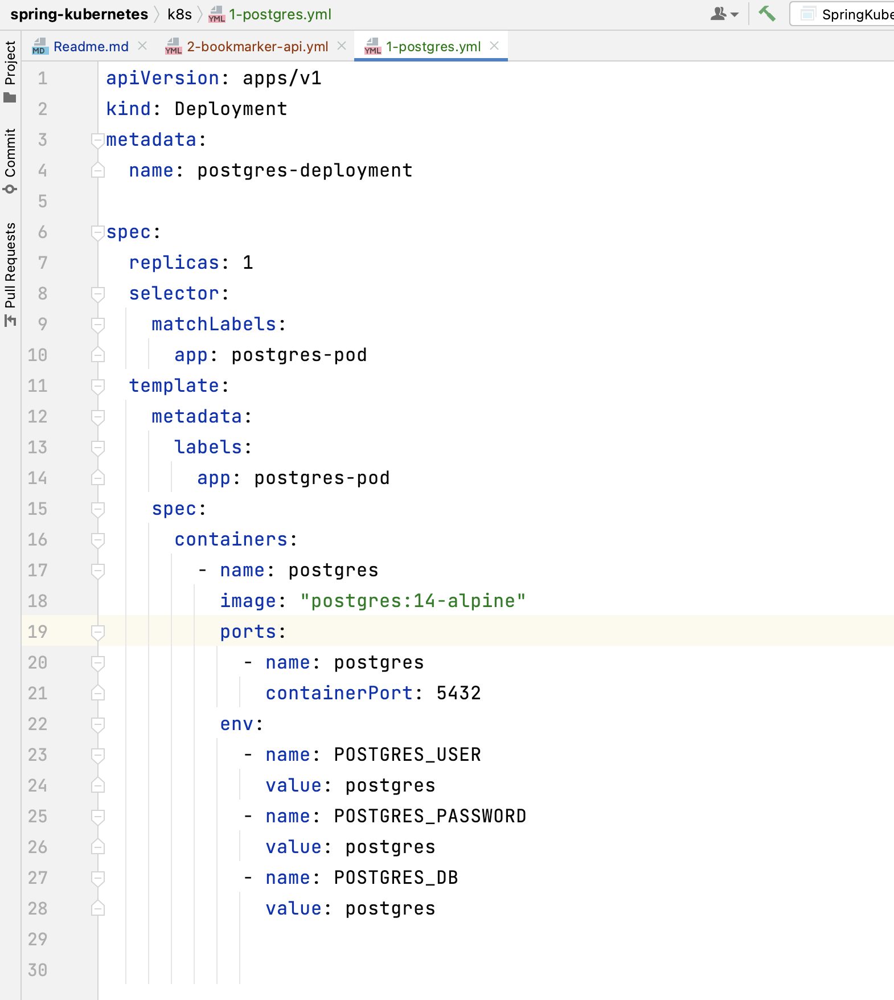 spring-kubernetes k8s 1-postgres.yml SpringKube
Readme.md 2-bookmarker-api.yml 1-postgres.yml
Project
Commit
Pull Requests
1 apiVersion: apps/v1
2 kind: Deployment
3 metadata:
4   name: postgres-deployment
5
6 spec:
7   replicas: 1
8   selector:
9     matchLabels:
10       app: postgres-pod
11   template:
12     metadata:
13       labels:
14         app: postgres-pod
15     spec:
16       containers:
17         - name: postgres
18           image: "postgres:14-alpine"
19           ports:
20             - name: postgres
21               containerPort: 5432
22           env:
23             - name: POSTGRES_USER
24               value: postgres
25             - name: POSTGRES_PASSWORD
26               value: postgres
27             - name: POSTGRES_DB
28               value: postgres
29
30